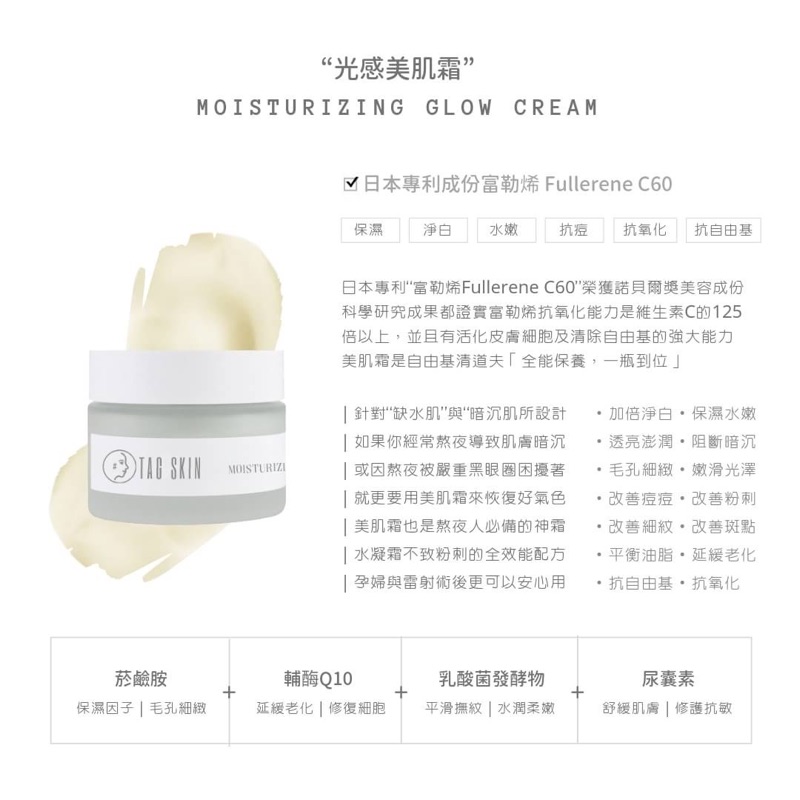 “光感美肌霜”
MOISTURIZING GLOW CREAM
日本專利成份富勒烯 Fullerene C60
保濕 淨白 水嫩 抗痘 抗氧化 抗自由基
日本專利“富勒烯Fullerene C60”榮獲諾貝爾獎美容成份
科學研究成果都證實富勒烯抗氧化能力是維生素C的125
倍以上，並且有活化皮膚細胞及清除自由基的強大能力
美肌霜是自由基清道夫「全能保養，一瓶到位」
TAG SKIN
MOISTURIZI
| 針對“缺水肌”與“暗沉肌所設計
| 如果你經常熬夜導致肌膚暗沉
| 或因熬夜被嚴重黑眼圈困擾著
| 就更要用美肌霜來恢復好氣色
| 美肌霜也是熬夜人必備的神霜
| 水凝霜不致粉刺的全效能配方
| 孕婦與雷射術後更可以安心用
・加倍淨白・保濕水嫩
・透亮澎潤・阻斷暗沉
・毛孔細緻・嫩滑光澤
・改善痘痘・改善粉刺
・改善細紋・改善斑點
・平衡油脂・延緩老化
・抗自由基・抗氧化
菸鹼胺
保濕因子 | 毛孔細緻
+
輔酶Q10
延緩老化 | 修復細胞
+
乳酸菌發酵物
平滑撫紋 | 水潤柔嫩
+
尿囊素
舒緩肌膚 | 修護抗敏